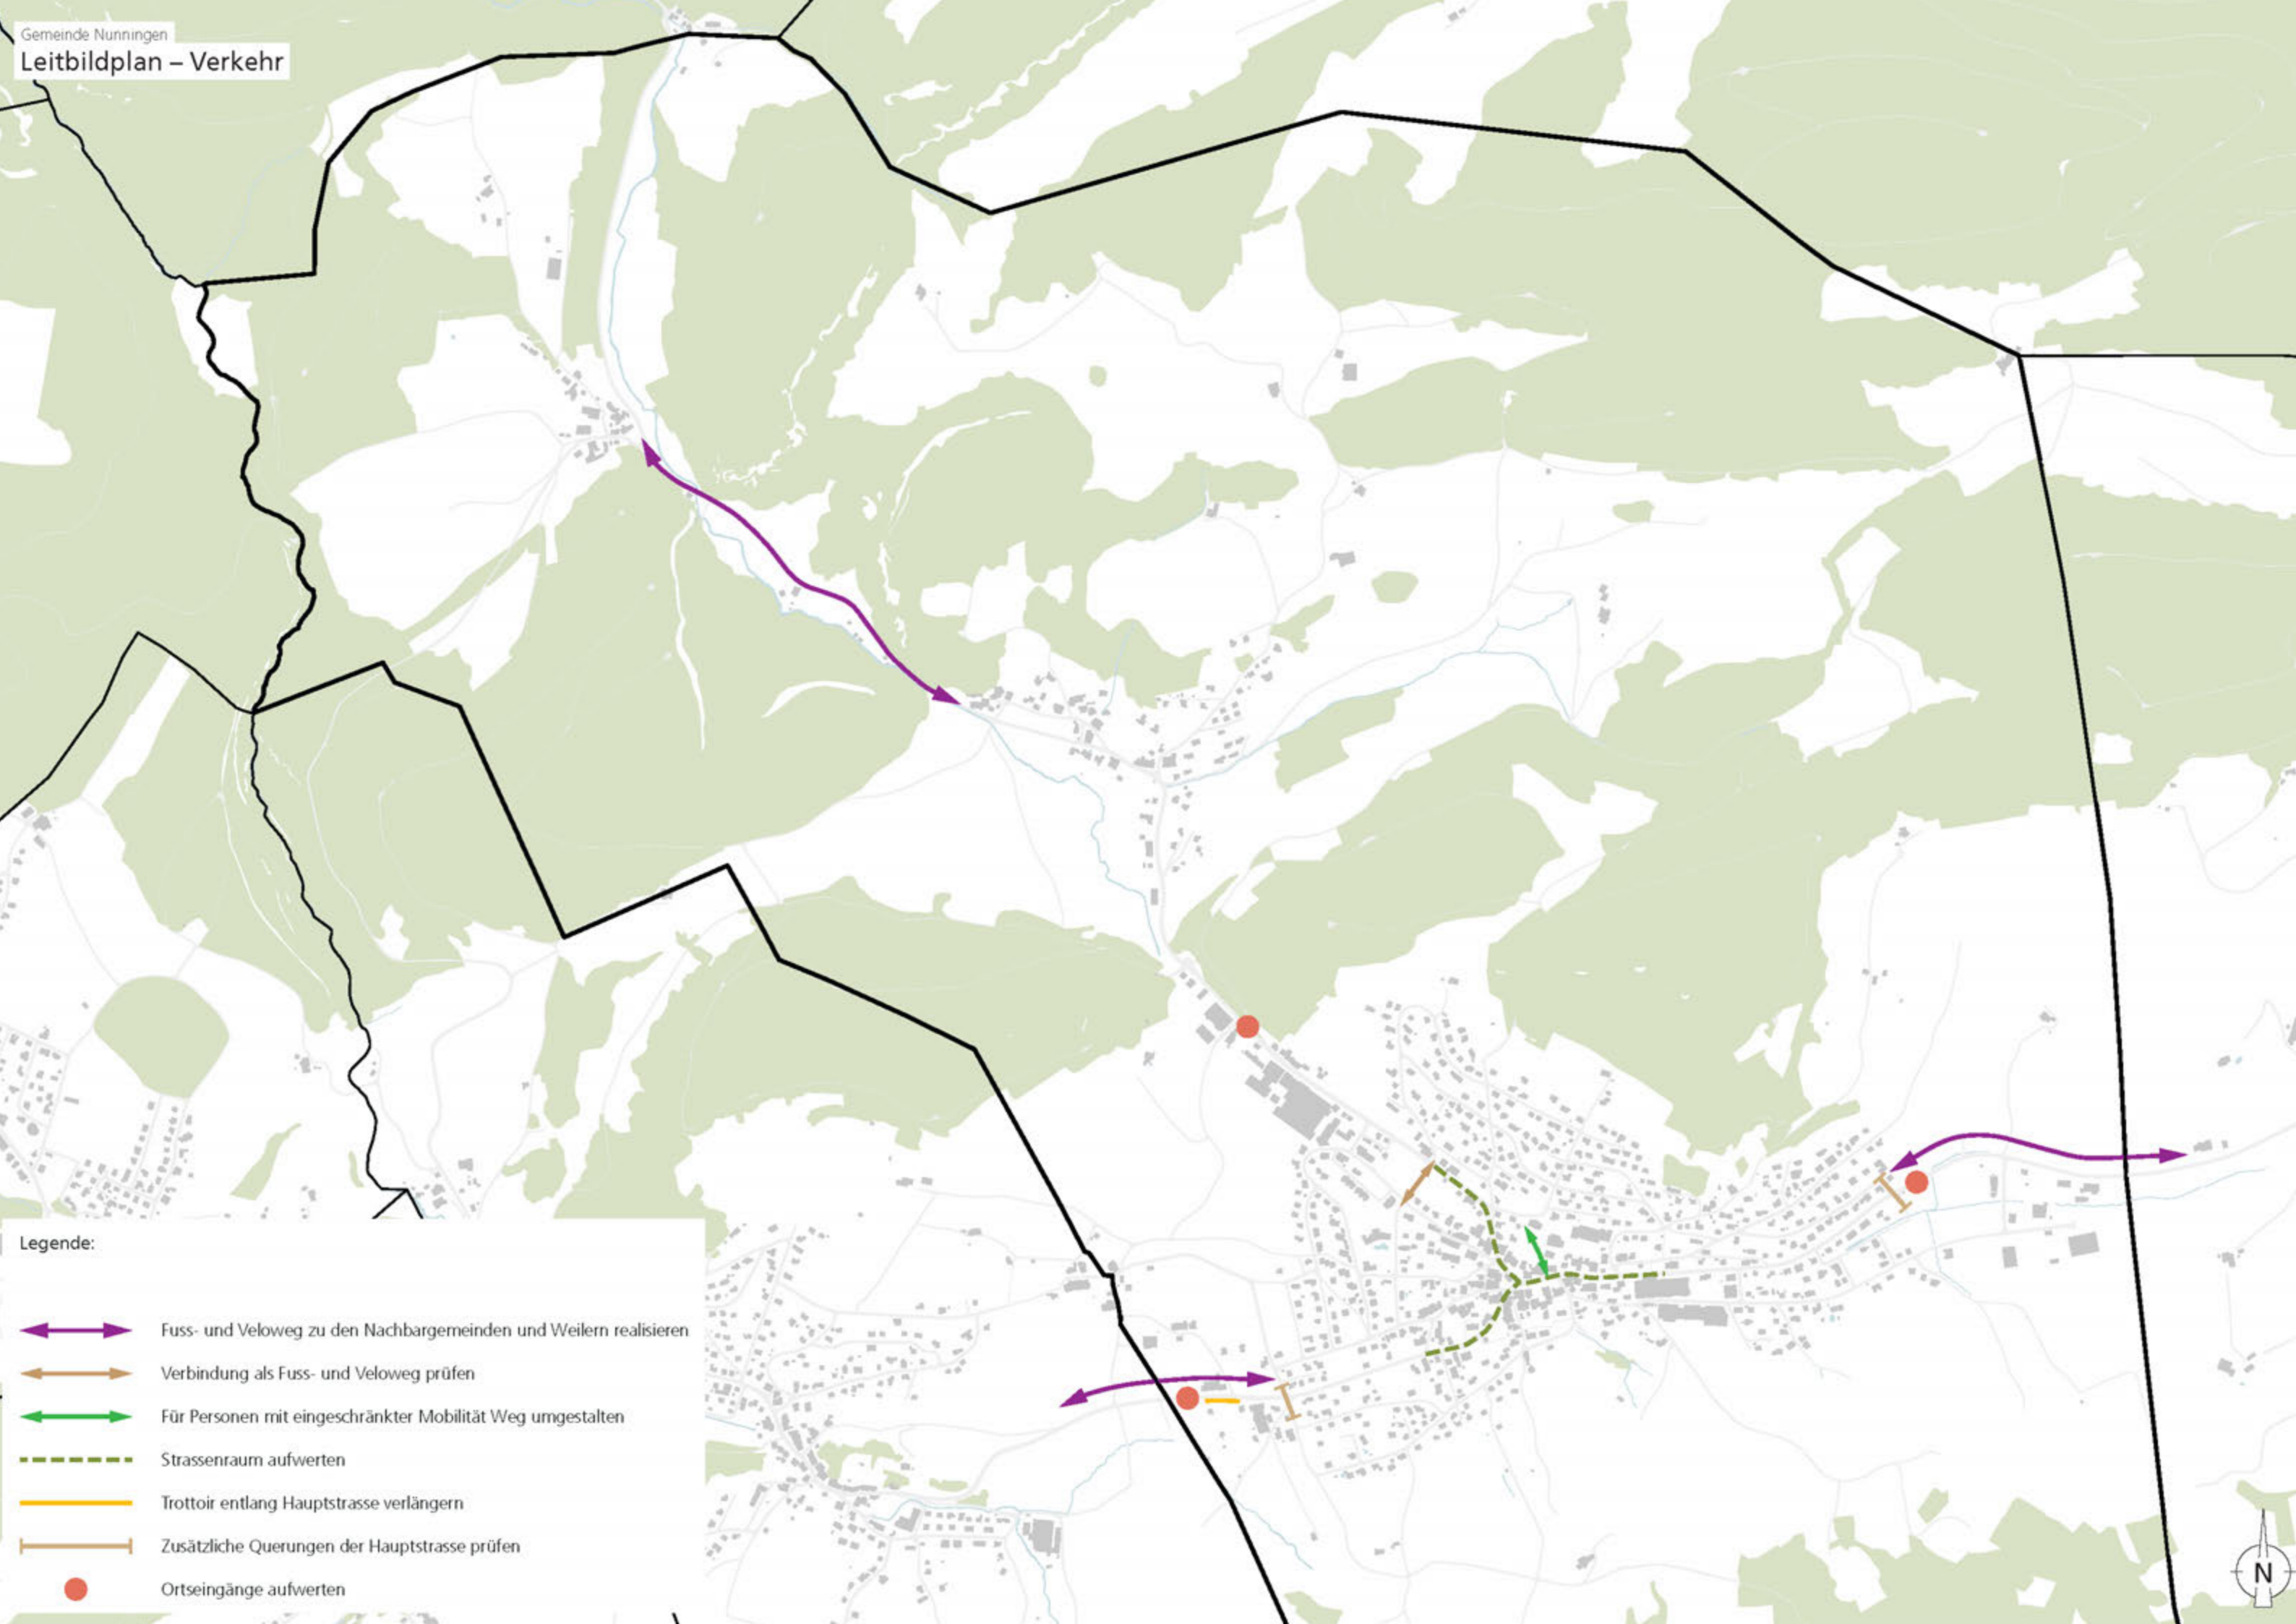 Gemeinde Nunningen
Leitbildplan – Verkehr
Legende:
Fuss- und Veloweg zu den Nachbargemeinden und Weilern realisieren
Verbindung als Fuss- und Veloweg prüfen
Für Personen mit eingeschränkter Mobilität Weg umgestalten
Strassenraum aufwerten
Trottoir entlang Hauptstrasse verlängern
Zusätzliche Querungen der Hauptstrasse prüfen
Ortseingänge aufwerten
N